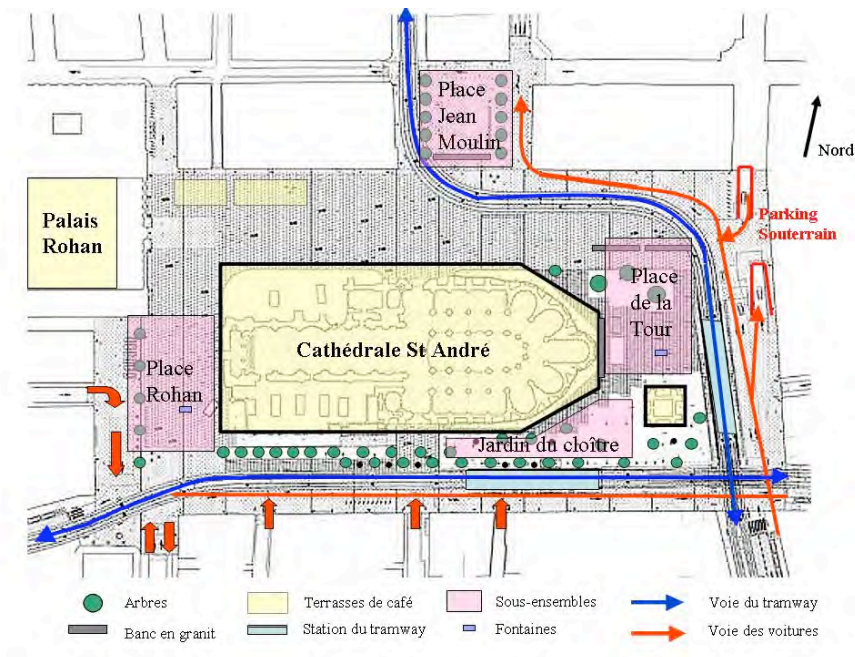 Place
Jean
Moulin
Nord
Palais
Rohan
Parking
Souterrain
Place
de la
Tour
Cathédrale St André
Place
Rohan
Jardin du cloître
Arbres
Terrasses de café
Sous-ensembles
Voie du tramway
Banc en granit
Station du tramway
Fontaines
Voie des voitures